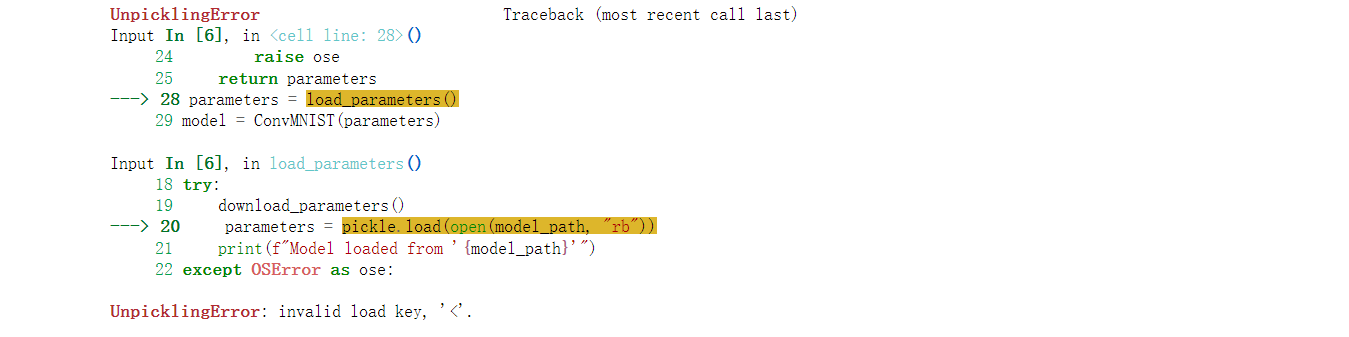 UnpicklingError Traceback (most recent call last)
Input In [6], in <cell line: 28>()
24 raise ose
25 return parameters
---> 28 parameters = load_parameters()
29 model = ConvMNIST(parameters)
Input In [6], in load_parameters()
18 try:
19 download_parameters()
---> 20 parameters = pickle.load(open(model_path, "rb"))
21 print(f"Model loaded from '{model_path}'")
22 except OSError as ose:
UnpicklingError: invalid load key, '<'.